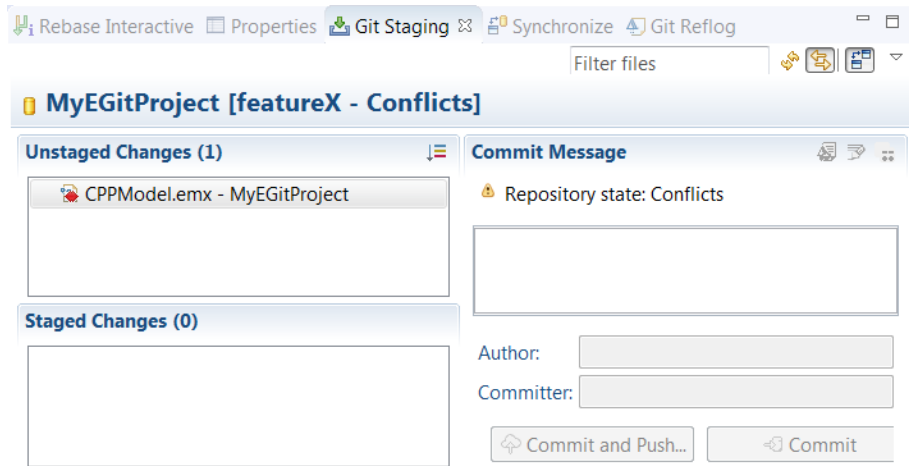 Rebase Interactive Properties Git Staging Synchronize Git Reflog
Filter files
MyEGitProject [featureX - Conflicts]
Unstaged Changes (1)
CPPModel.emx - MyEGitProject
Staged Changes (0)
Commit Message
Repository state: Conflicts
Author:
Committer:
Commit and Push... Commit